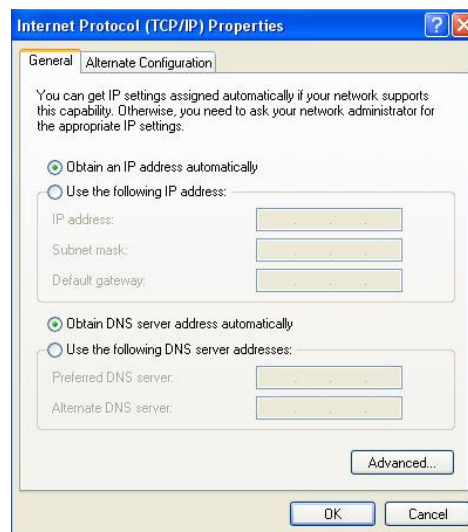 Internet Protocol (TCP/IP) Properties
General Alternate Configuration
You can get IP settings assigned automatically if your network supports
this capability. Otherwise, you need to ask your network administrator for
the appropriate IP settings.
Obtain an IP address automatically
Use the following IP address:
IP address:
Subnet mask:
Default gateway:
Obtain DNS server address automatically
Use the following DNS server addresses:
Preferred DNS server:
Alternate DNS server:
Advanced...
OK Cancel